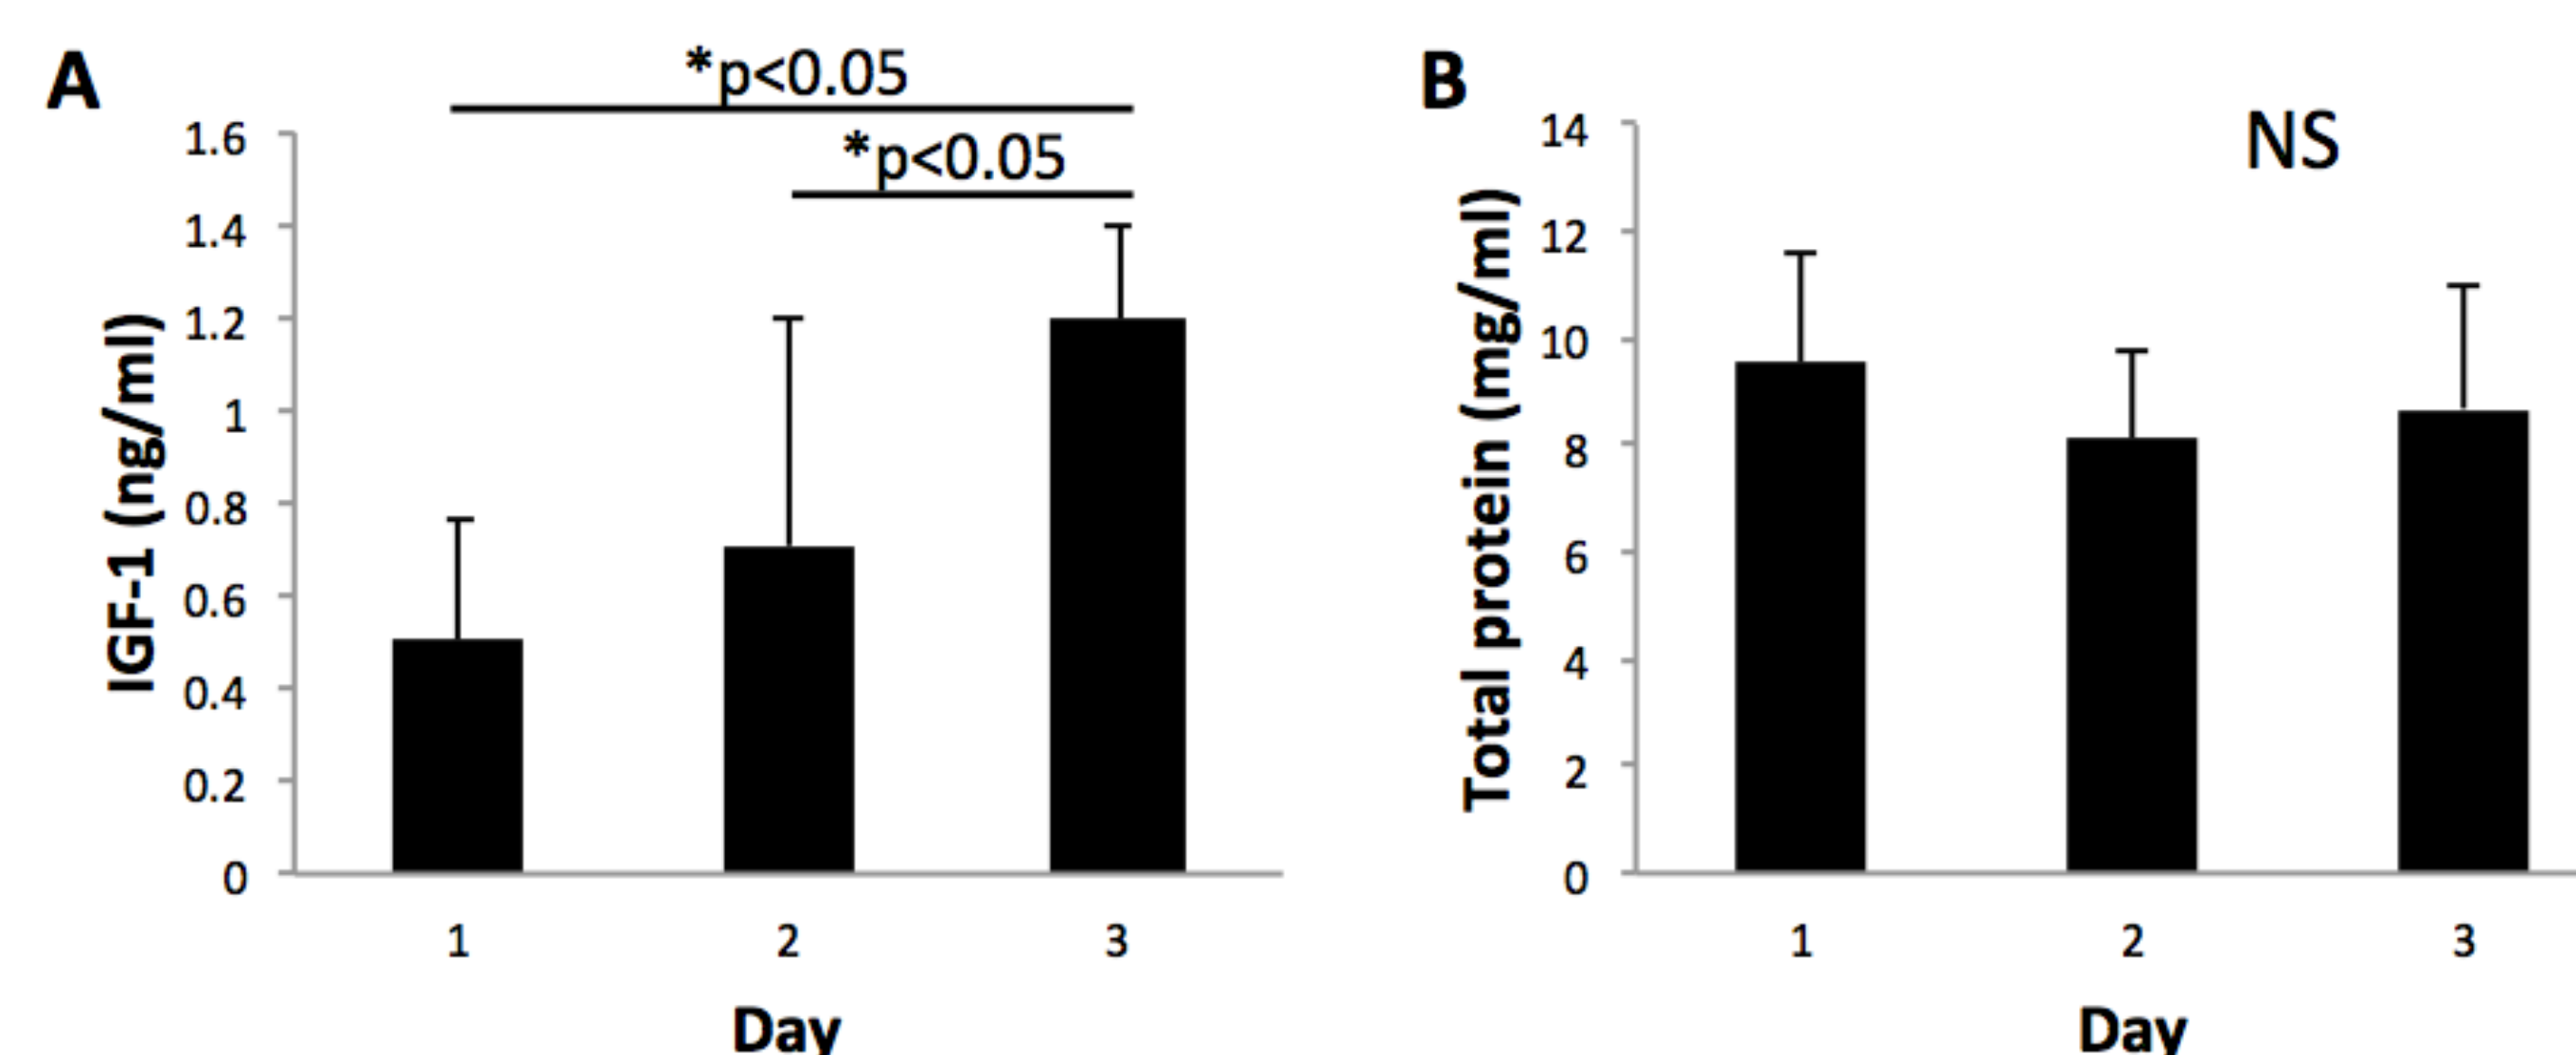 A
*p<0.05
*p<0.05
IGF-1 (ng/ml)
1.6
1.4
1.2
1
0.8
0.6
0.4
0.2
0
1 2 3
Day
B
NS
Total protein (mg/ml)
14
12
10
8
6
4
2
0
1 2 3
Day